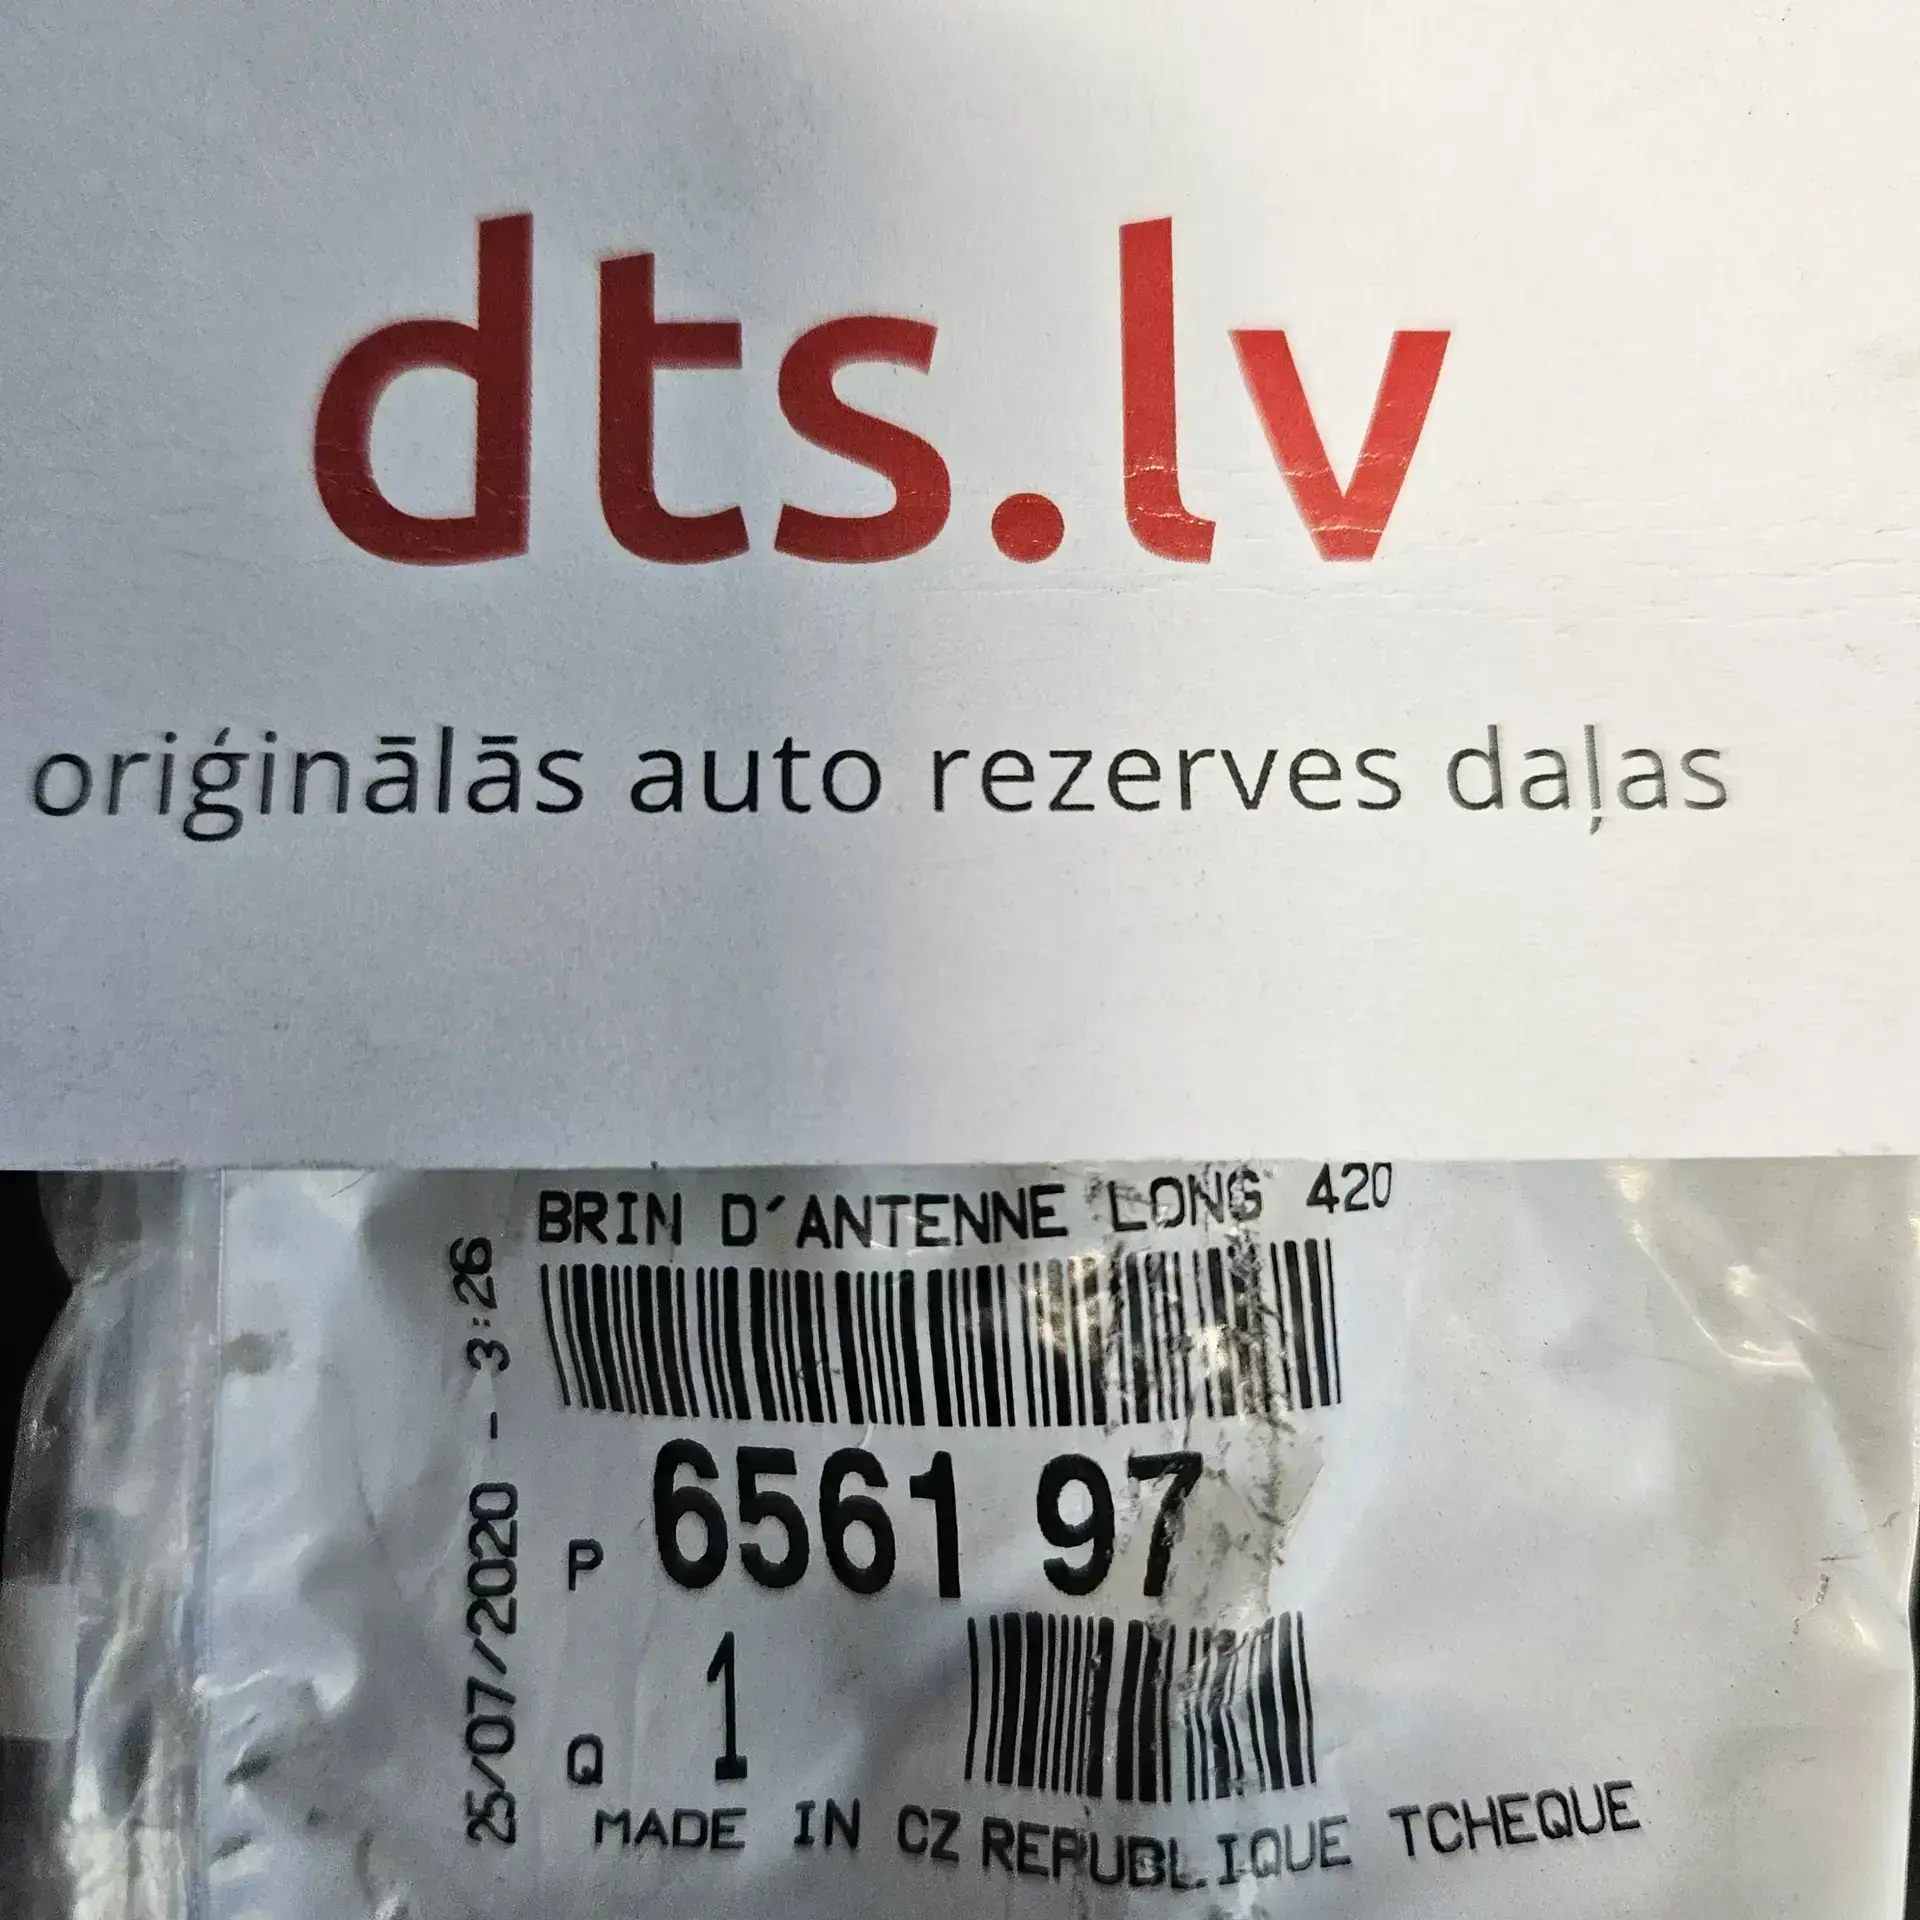 dts.lv
oriģinālās auto rezerves daļas
BRIN D'ANTENNE LONG 420
25/07/2020 - 3:26
P 6561 97
Q 1
MADE IN CZ REPUBLIQUE TCHEQUE